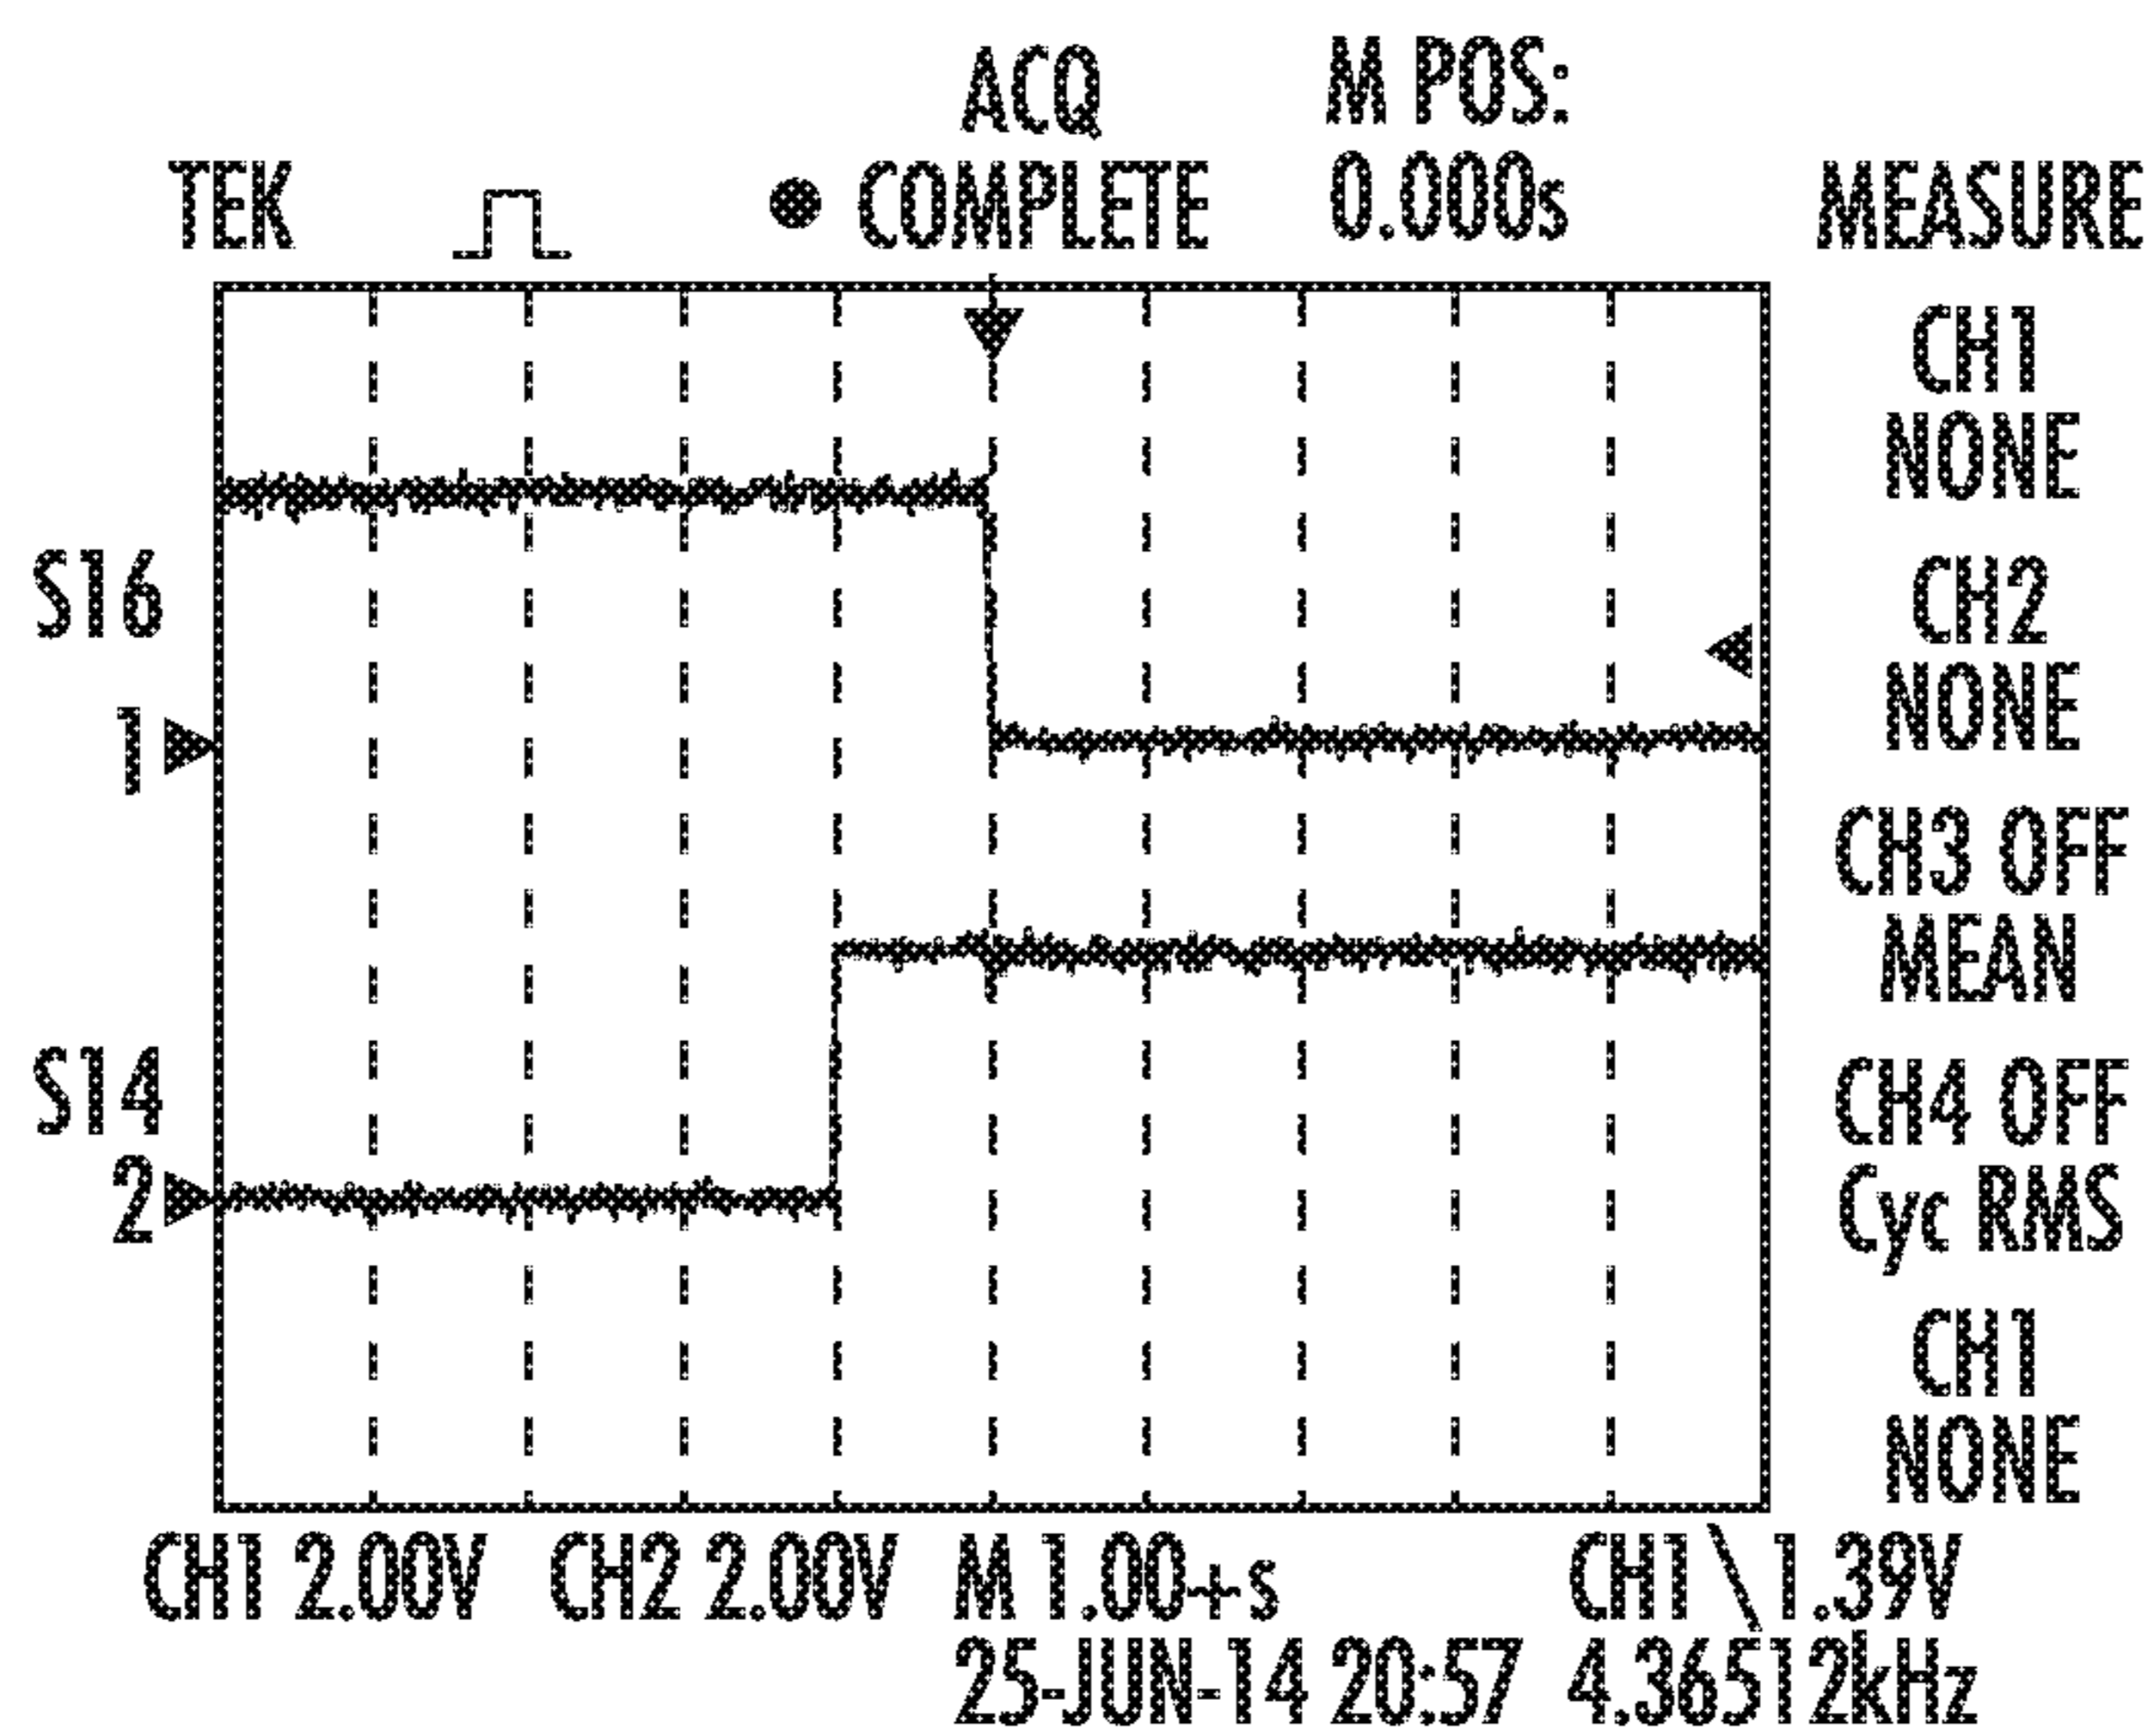 ACQ M POS:
TEK COMPLETE 0.000s MEASURE
CH1
NONE
S16
CH2
NONE
1
CH3 OFF
MEAN
S14
CH4 OFF
2
Cyc RMS
CH1
NONE
CH1 2.00V CH2 2.00V M 1.00+s CH1\1.39V
25-JUN-14 20:57 4.36512kHz